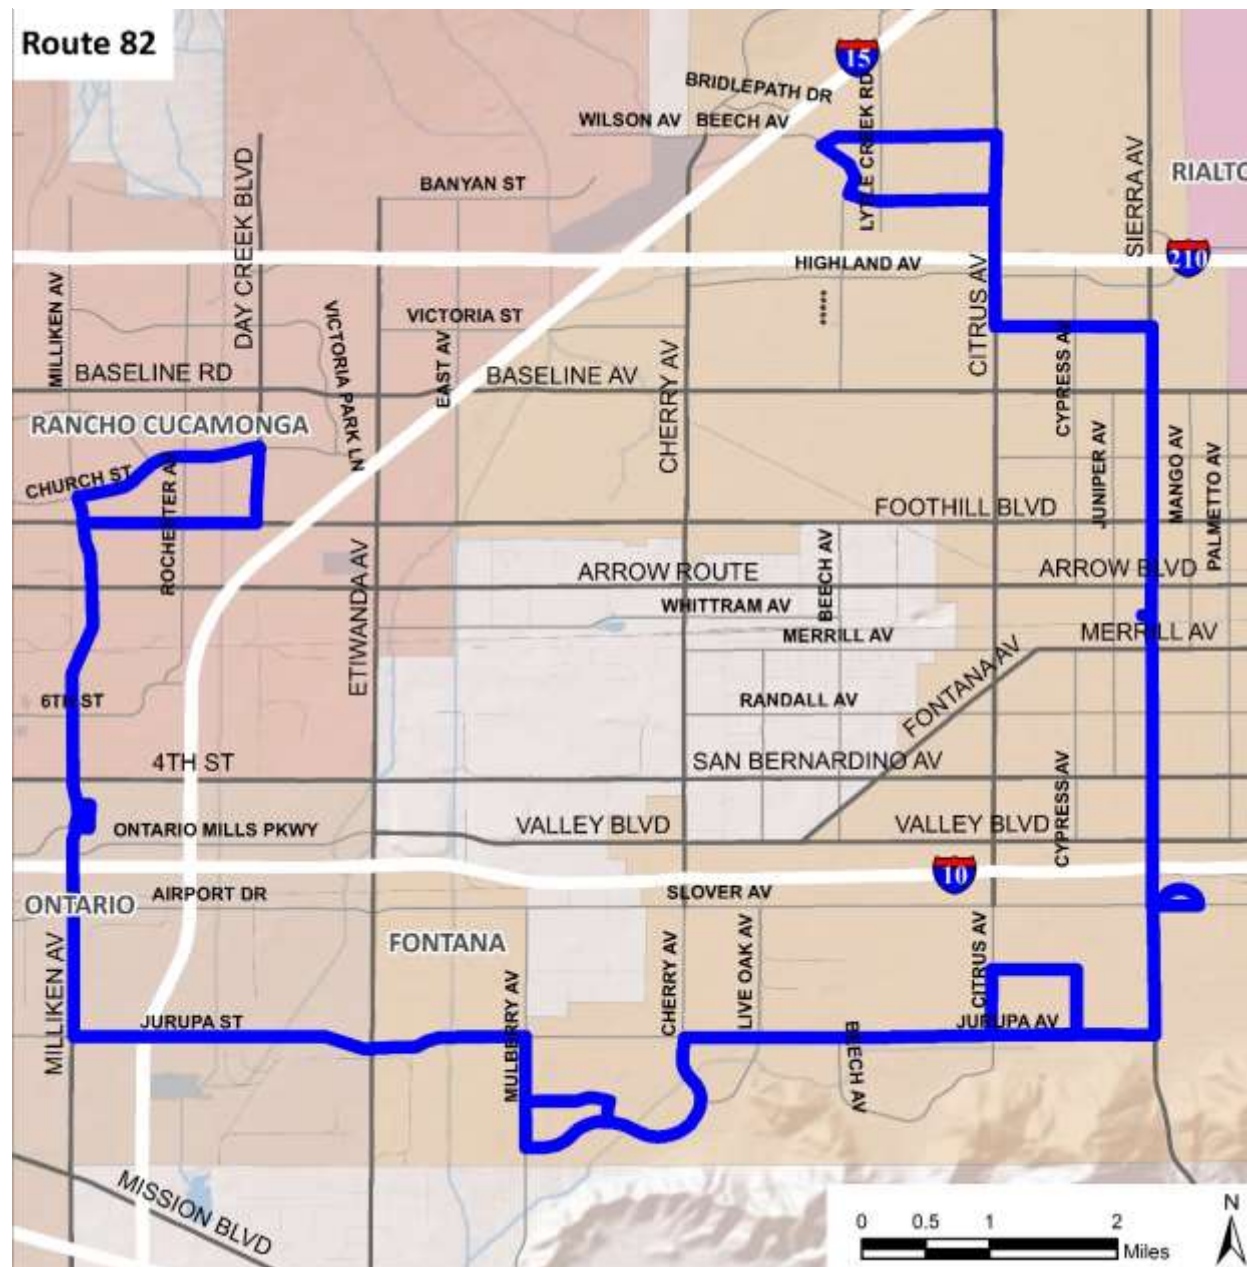 Route 82
15
BRIDLEPATH DR
WILSON AV
BEECH AV
LYTLE CREEK RD
SIERRA AV
RIALTO
BANYAN ST
DAY CREEK BLVD
HIGHLAND AV
210
MILLIKEN AV
VICTORIA PARK LN
VICTORIA ST
EAST AV
CITRUS AV
CYPRESS AV
BASELINE RD
BASELINE AV
CHERRY AV
RANCHO CUCAMONGA
CHURCH ST
ROCHESTER AV
JUNIPER AV
MANGO AV
PALMETTO AV
FOOTHILL BLVD
ETIWANDA AV
ARROW ROUTE
BEECH AV
ARROW BLVD
WHITTRAM AV
MERRILL AV
MERRILL AV
6TH ST
RANDALL AV
FONTANA AV
4TH ST
SAN BERNARDINO AV
CYPRESS AV
ONTARIO MILLS PKWY
VALLEY BLVD
VALLEY BLVD
10
AIRPORT DR
SLOVER AV
ONTARIO
FONTANA
MILLIKEN AV
MULBERRY AV
CHERRY AV
LIVE OAK AV
CITRUS AV
JURUPA ST
JURUPA AV
BEECH AV
MISSION BLVD
N
0 0.5 1 2
Miles